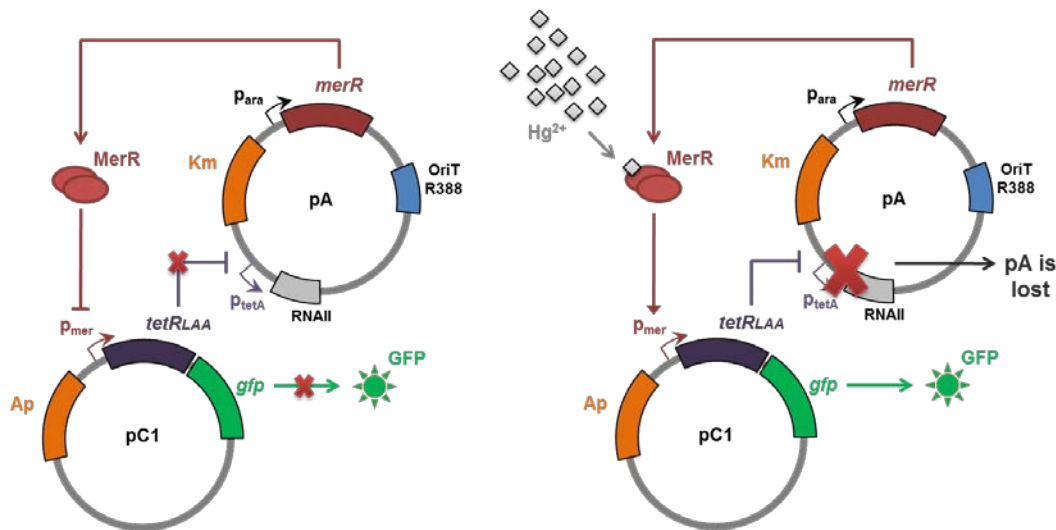 merR
para
MerR
Km
OriT
R388
pA
ptetA
RNAII
pmer
tetRLAA
gfp
GFP
Ap
pC1
Hg2+
merR
para
MerR
Km
OriT
R388
pA
pA is
lost
ptetA
RNAII
pmer
tetRLAA
gfp
GFP
Ap
pC1